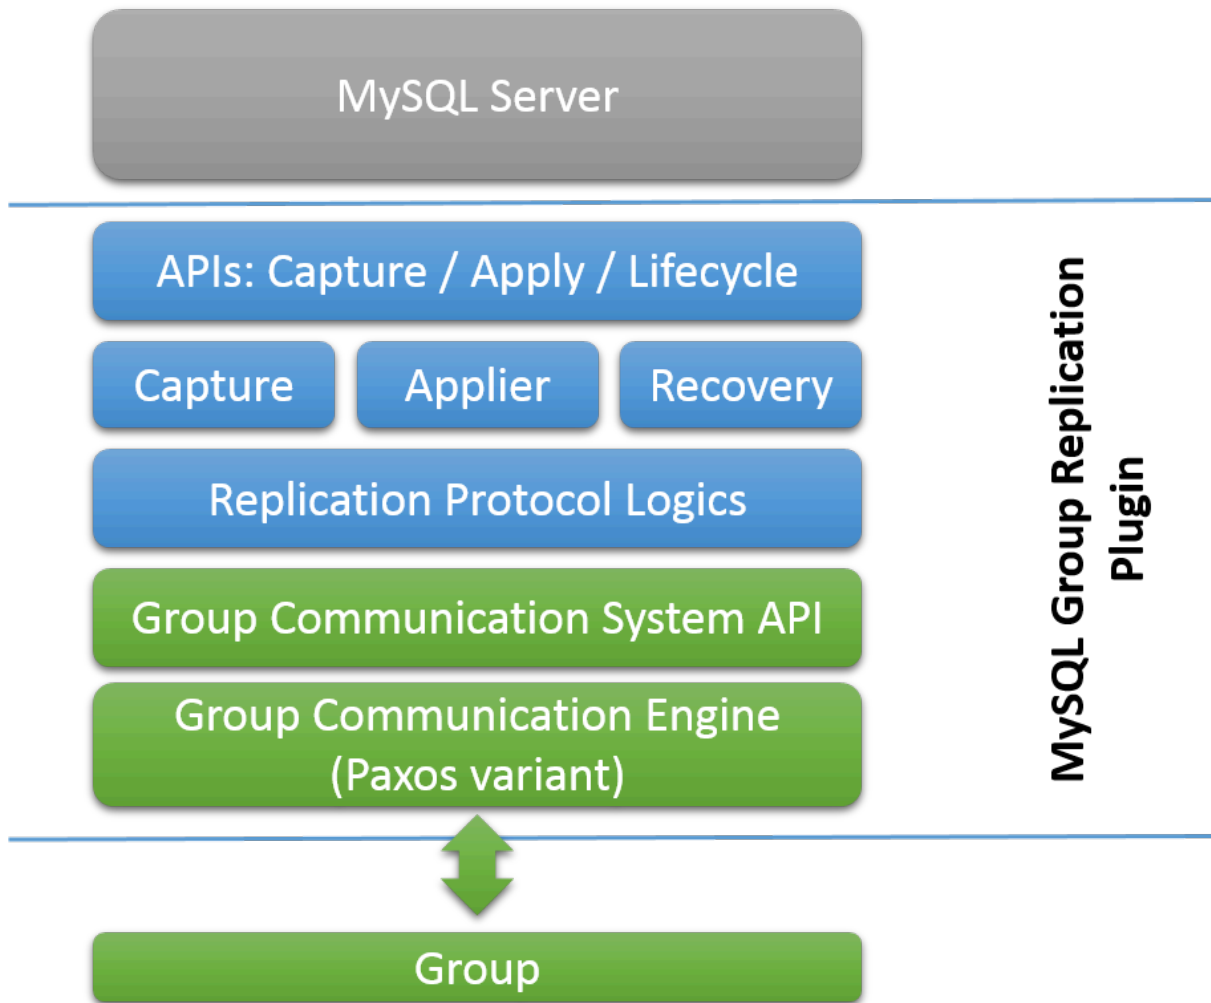 MySQL Server
APIs: Capture / Apply / Lifecycle
Capture
Applier
Recovery
Replication Protocol Logics
Group Communication System API
Group Communication Engine
(Paxos variant)
Group
MySQL Group Replication
Plugin